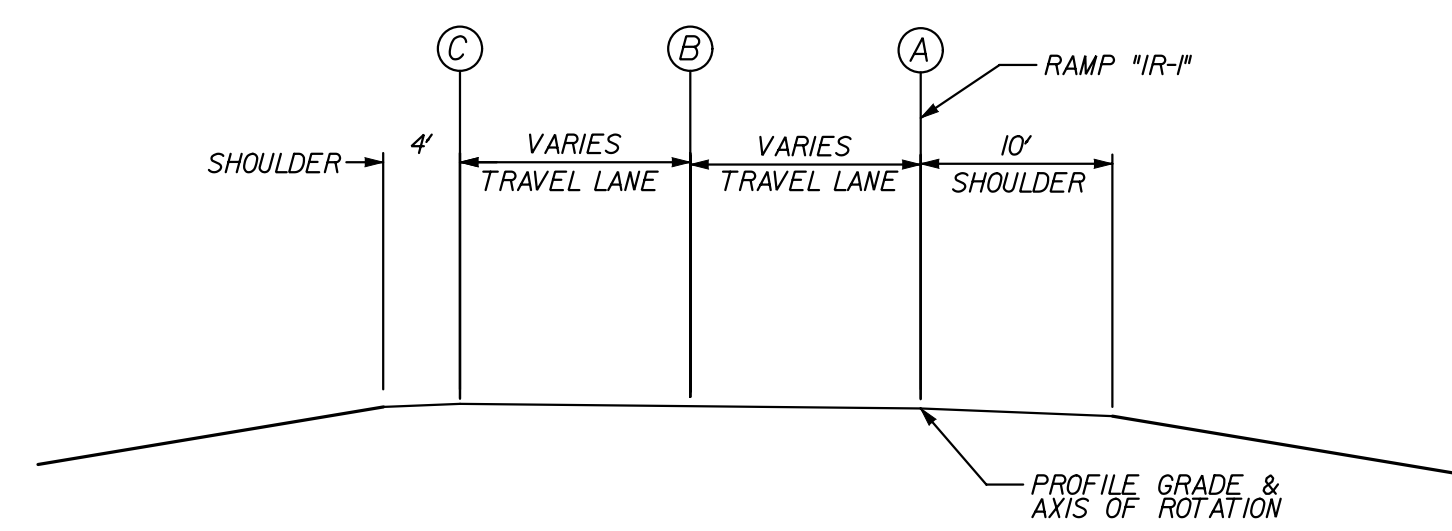 C
B
A
RAMP "IR-1"
SHOULDER
4'
VARIES
TRAVEL LANE
VARIES
TRAVEL LANE
10'
SHOULDER
PROFILE GRADE &
AXIS OF ROTATION